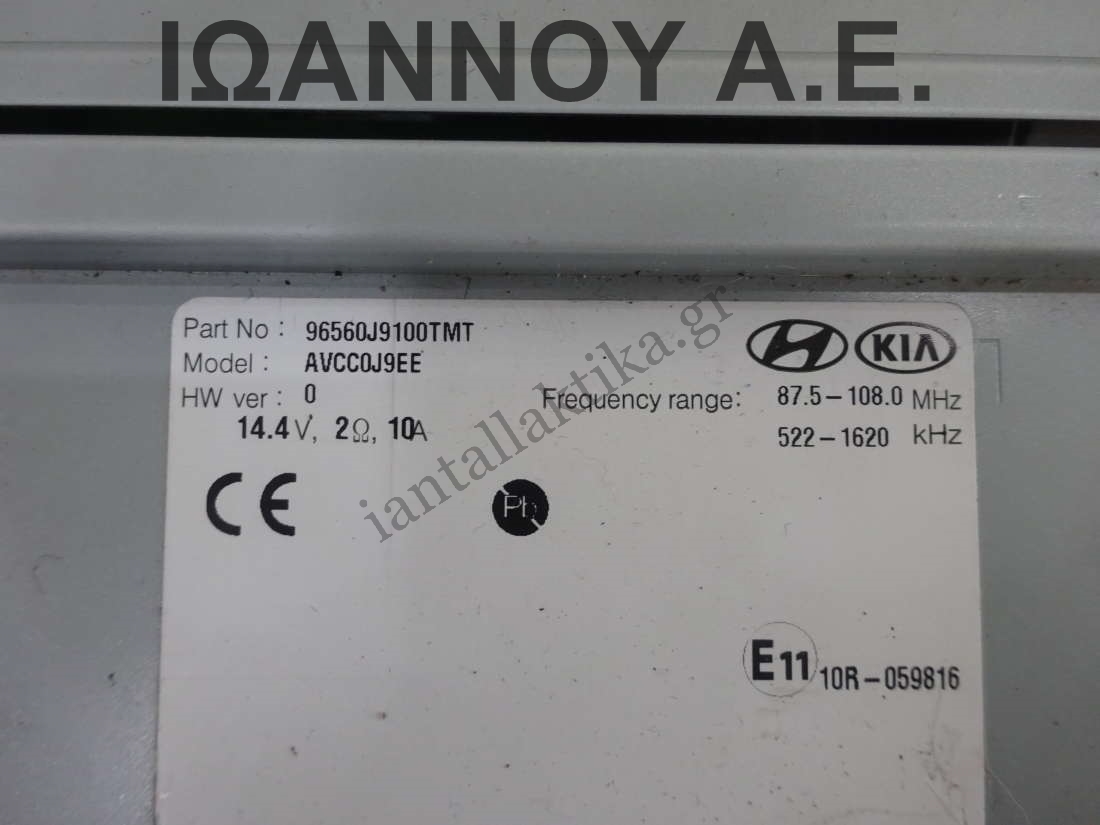 ΙΩΑΝΝΟΥ Α.Ε.
Part No : 96560J9100TMT
Model : AVCC0J9EE
HW ver : 0
14.4V, 2Ω, 10A
KIA
Frequency range: 87.5-108.0 MHz
522-1620 kHz
CE
Pb
iantallaktika.gr
E11 10R-059816